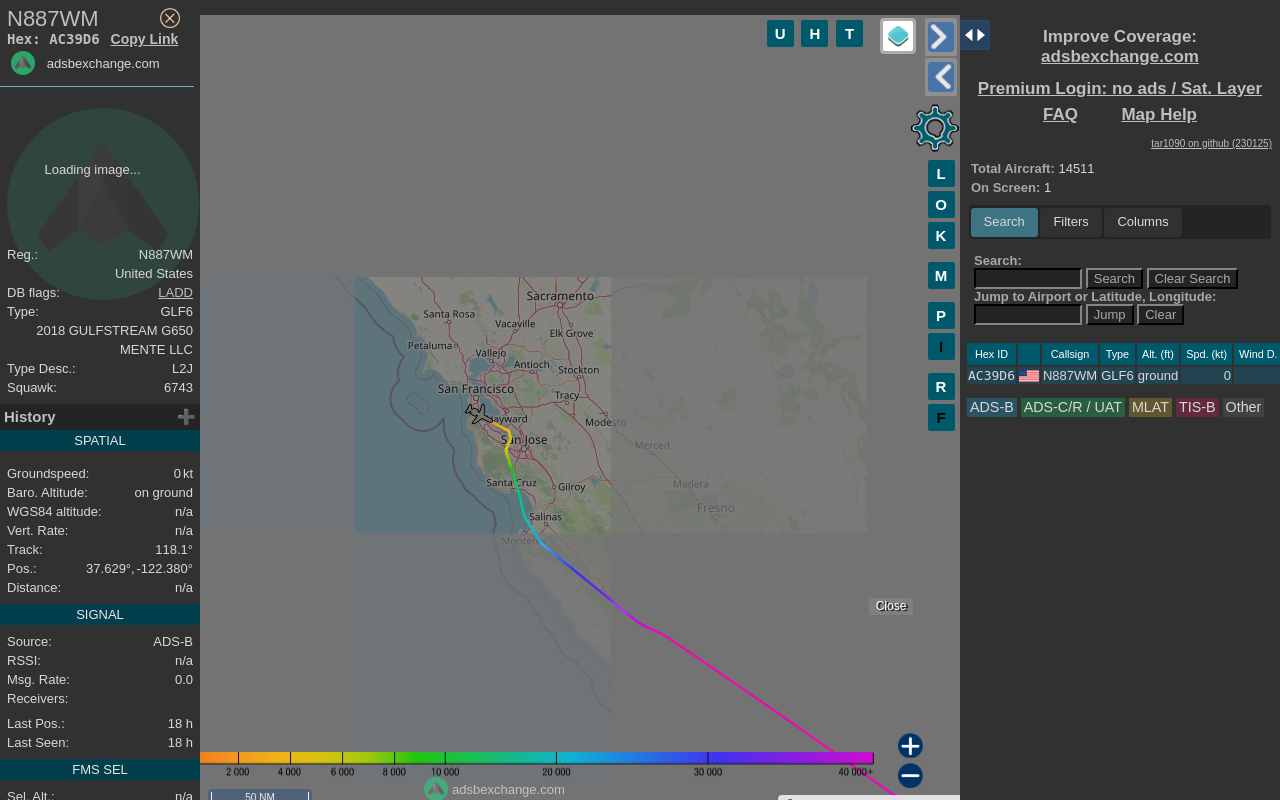 N887WM
Hex: AC39D6 Copy Link
adsbexchange.com
Loading image...
Reg.: N887WM
United States
DB flags: LADD
Type: GLF6
2018 GULFSTREAM G650
MENTE LLC
Type Desc.: L2J
Squawk: 6743
History
SPATIAL
Groundspeed: 0 kt
Baro. Altitude: on ground
WGS84 altitude: n/a
Vert. Rate: n/a
Track: 118.1°
Pos.: 37.629°, -122.380°
Distance: n/a
SIGNAL
Source: ADS-B
RSSI: n/a
Msg. Rate: 0.0
Receivers:
Last Pos.: 18 h
Last Seen: 18 h
FMS SEL
Sel. Alt.: n/a
U H T
L
O
K
M
P
I
R
F
Sacramento
Santa Rosa
Vacaville
Elk Grove
Petaluma
Vallejo
Antioch
Stockton
San Francisco
Tracy
Hayward
Modesto
San Jose
Merced
Santa Cruz
Gilroy
Madera
Fresno
Salinas
Monterey
Close
2 000 4 000 6 000 8 000 10 000 20 000 30 000 40 000+
adsbexchange.com
50 NM
Improve Coverage:
adsbexchange.com
Premium Login: no ads / Sat. Layer
FAQ Map Help
tar1090 on github (230125)
Total Aircraft: 14511
On Screen: 1
Search Filters Columns
Search:
Search Clear Search
Jump to Airport or Latitude, Longitude:
Jump Clear
Hex ID Callsign Type Alt. (ft) Spd. (kt) Wind D.
AC39D6 N887WM GLF6 ground 0
ADS-B ADS-C/R / UAT MLAT TIS-B Other